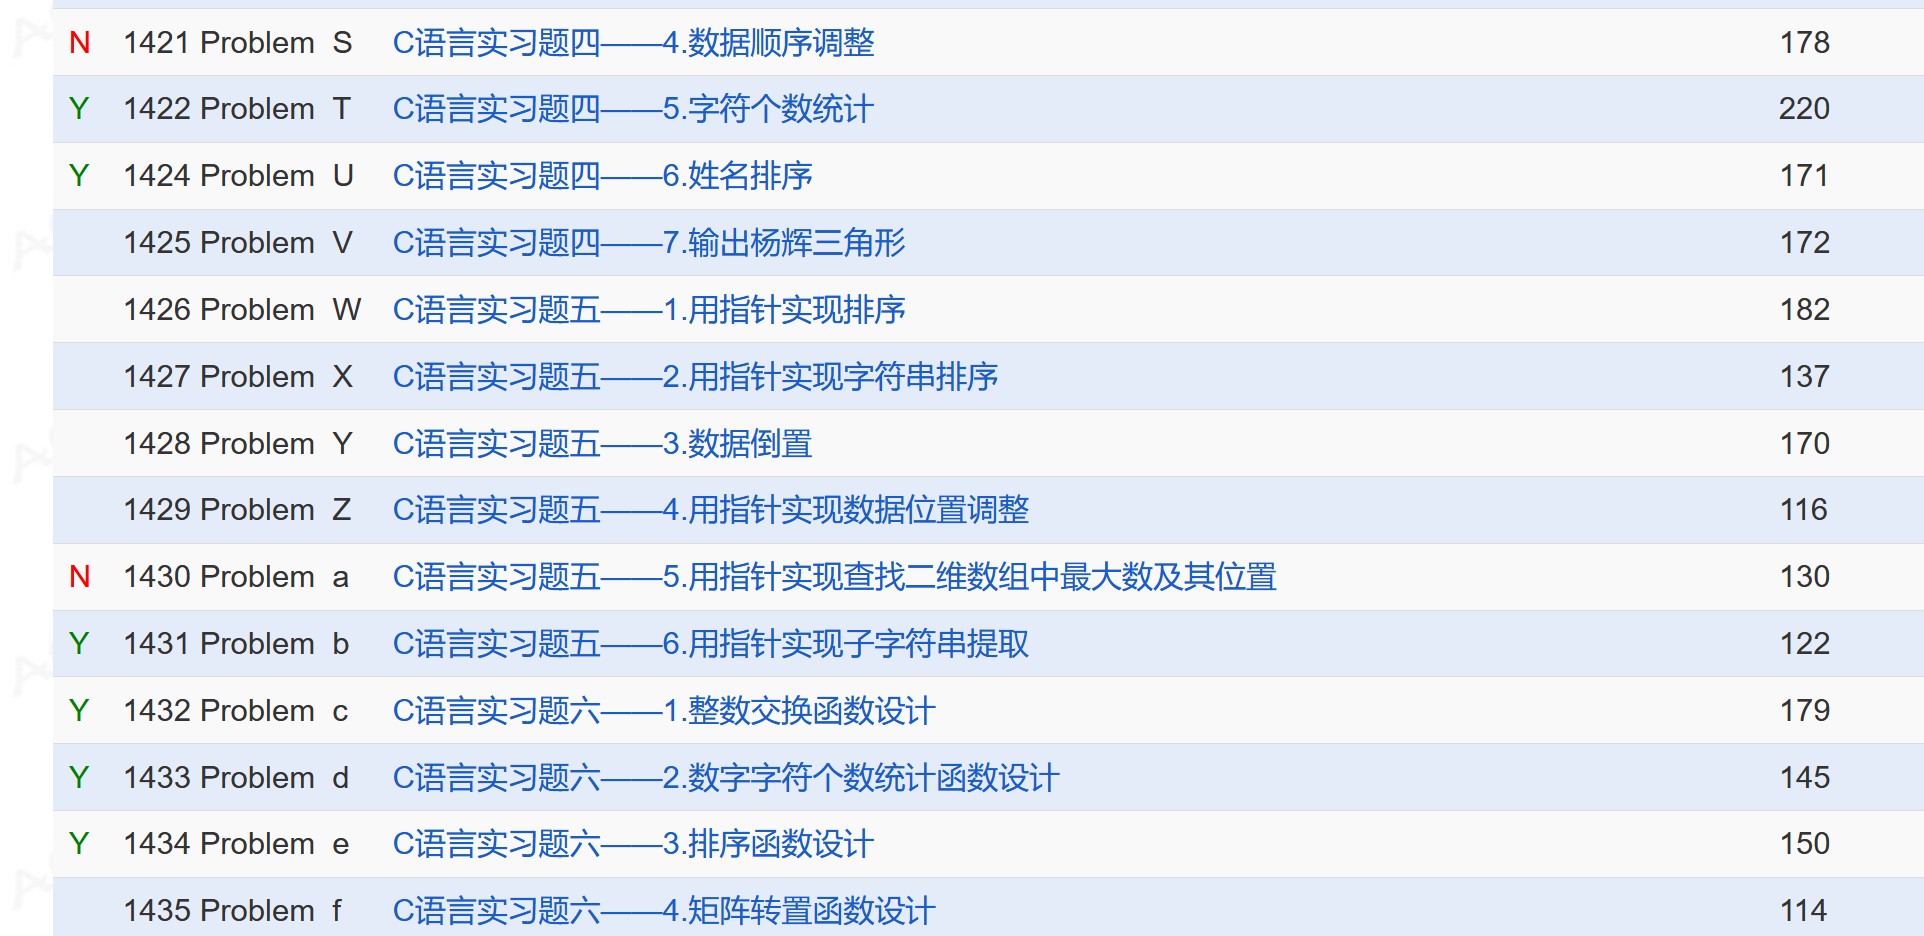 N 1421 Problem S C语言实习题四——4.数据顺序调整 178
Y 1422 Problem T C语言实习题四——5.字符个数统计 220
Y 1424 Problem U C语言实习题四——6.姓名排序 171
1425 Problem V C语言实习题四——7.输出杨辉三角形 172
1426 Problem W C语言实习题五——1.用指针实现排序 182
1427 Problem X C语言实习题五——2.用指针实现字符串排序 137
1428 Problem Y C语言实习题五——3.数据倒置 170
1429 Problem Z C语言实习题五——4.用指针实现数据位置调整 116
N 1430 Problem a C语言实习题五——5.用指针实现查找二维数组中最大数及其位置 130
Y 1431 Problem b C语言实习题五——6.用指针实现子字符串提取 122
Y 1432 Problem c C语言实习题六——1.整数交换函数设计 179
Y 1433 Problem d C语言实习题六——2.数字字符个数统计函数设计 145
Y 1434 Problem e C语言实习题六——3.排序函数设计 150
1435 Problem f C语言实习题六——4.矩阵转置函数设计 114